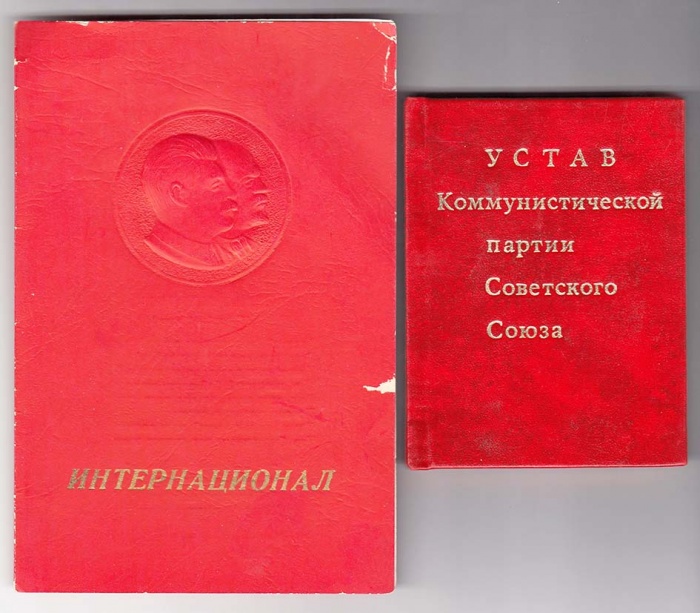 ИНТЕРНАЦИОНАЛ
УСТАВ
Коммунистической
партии
Советского
Союза